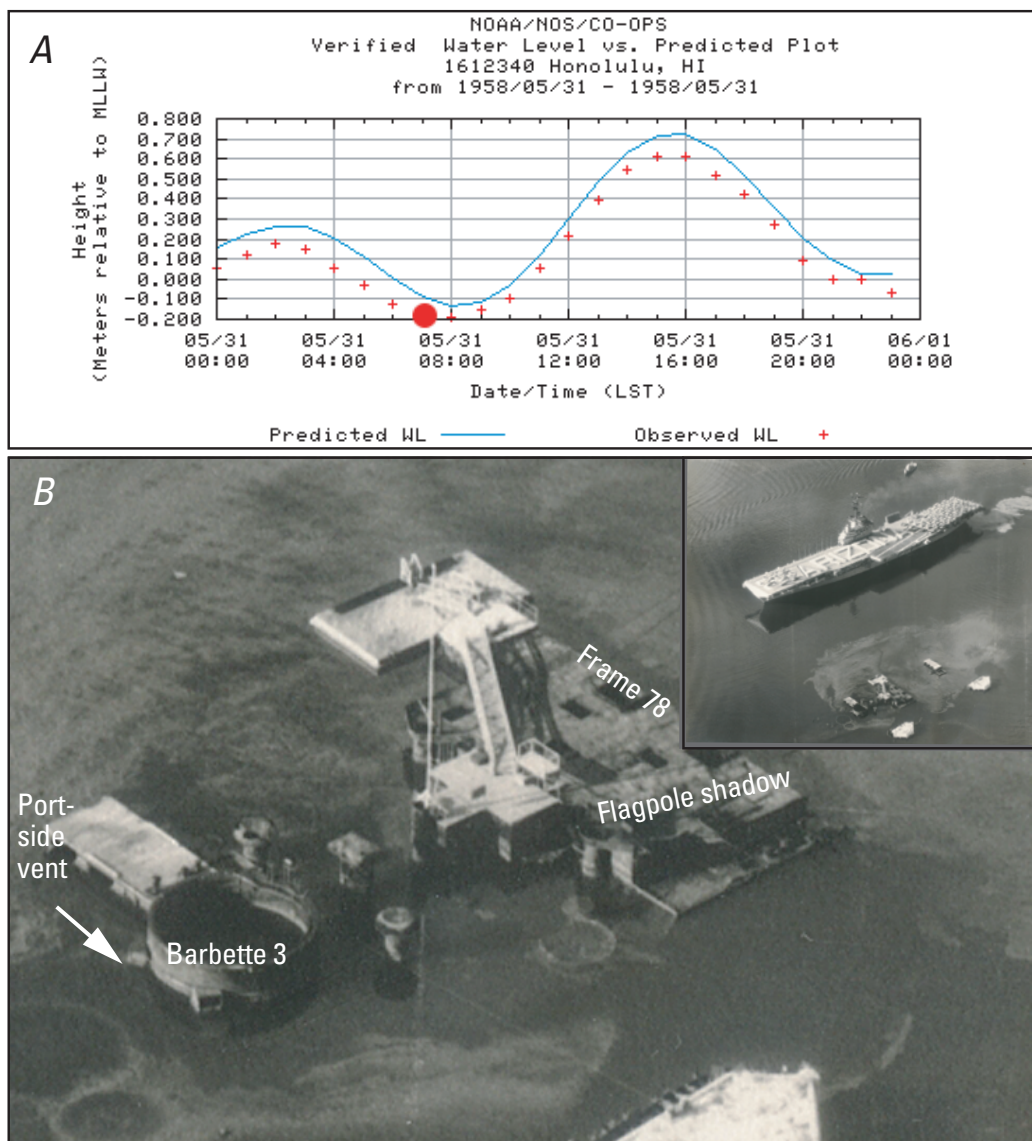 A
NOAA/NOS/CO-OPS
Verified Water Level vs. Predicted Plot
1612340 Honolulu, HI
from 1958/05/31 - 1958/05/31
Height
(Meters relative to MLLW)
0.800
0.700
0.600
0.500
0.400
0.300
0.200
0.100
0.000
-0.100
-0.200
05/31 05/31 05/31 05/31 05/31 05/31 06/01
00:00 04:00 08:00 12:00 16:00 20:00 00:00
Date/Time (LST)
Predicted WL
Observed WL
B
ARIZONA
Frame 78
Flagpole shadow
Port-
side
vent
Barbette 3